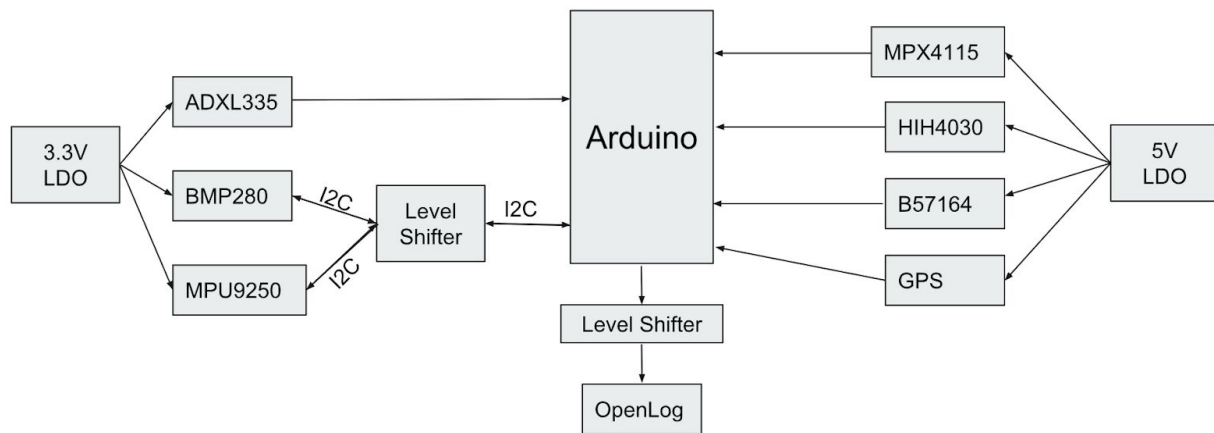 ADXL335
3.3V
LDO
BMP280
MPU9250
I2C
I2C
Level
Shifter
I2C
Arduino
Level Shifter
OpenLog
MPX4115
HIH4030
B57164
GPS
5V
LDO